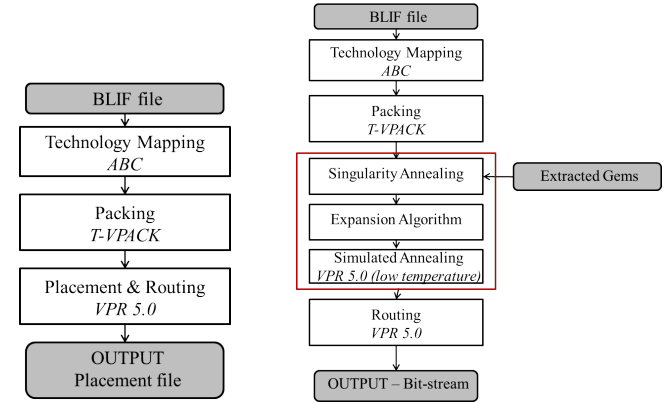 BLIF file
Technology Mapping
ABC
Packing
T-VPACK
Placement & Routing
VPR 5.0
OUTPUT
Placement file
BLIF file
Technology Mapping
ABC
Packing
T-VPACK
Singularity Annealing
Extracted Gems
Expansion Algorithm
Simulated Annealing
VPR 5.0 (low temperature)
Routing
VPR 5.0
OUTPUT – Bit-stream